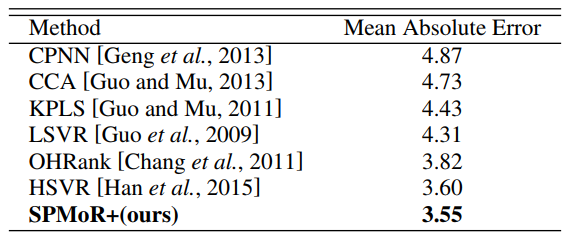 Method Mean Absolute Error
CPNN [Geng et al., 2013] 4.87
CCA [Guo and Mu, 2013] 4.73
KPLS [Guo and Mu, 2011] 4.43
LSVR [Guo et al., 2009] 4.31
OHRank [Chang et al., 2011] 3.82
HSVR [Han et al., 2015] 3.60
SPMoR+(ours) 3.55